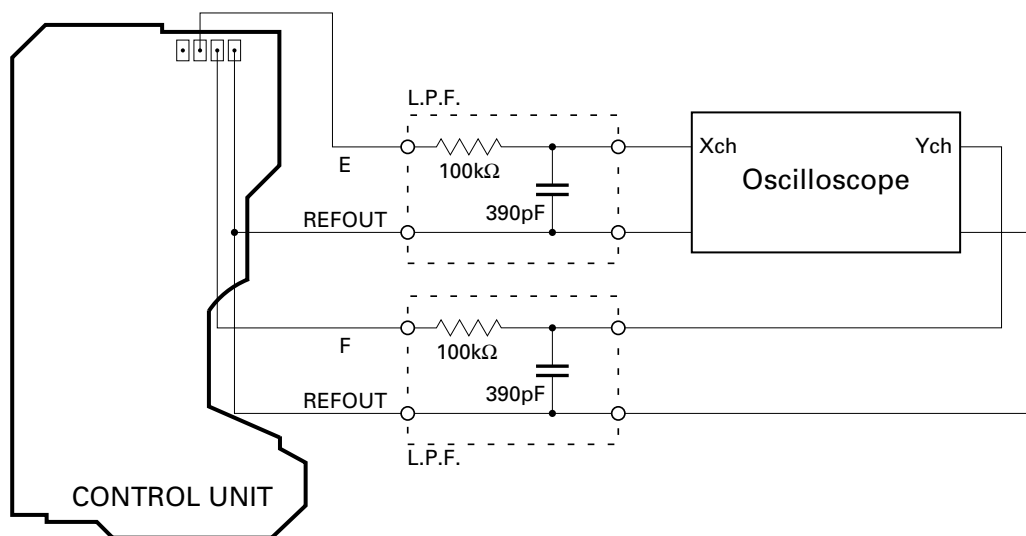 L.P.F.
Xch
Ych
E
100kΩ
Oscilloscope
390pF
REFOUT
F
100kΩ
390pF
REFOUT
L.P.F.
CONTROL UNIT